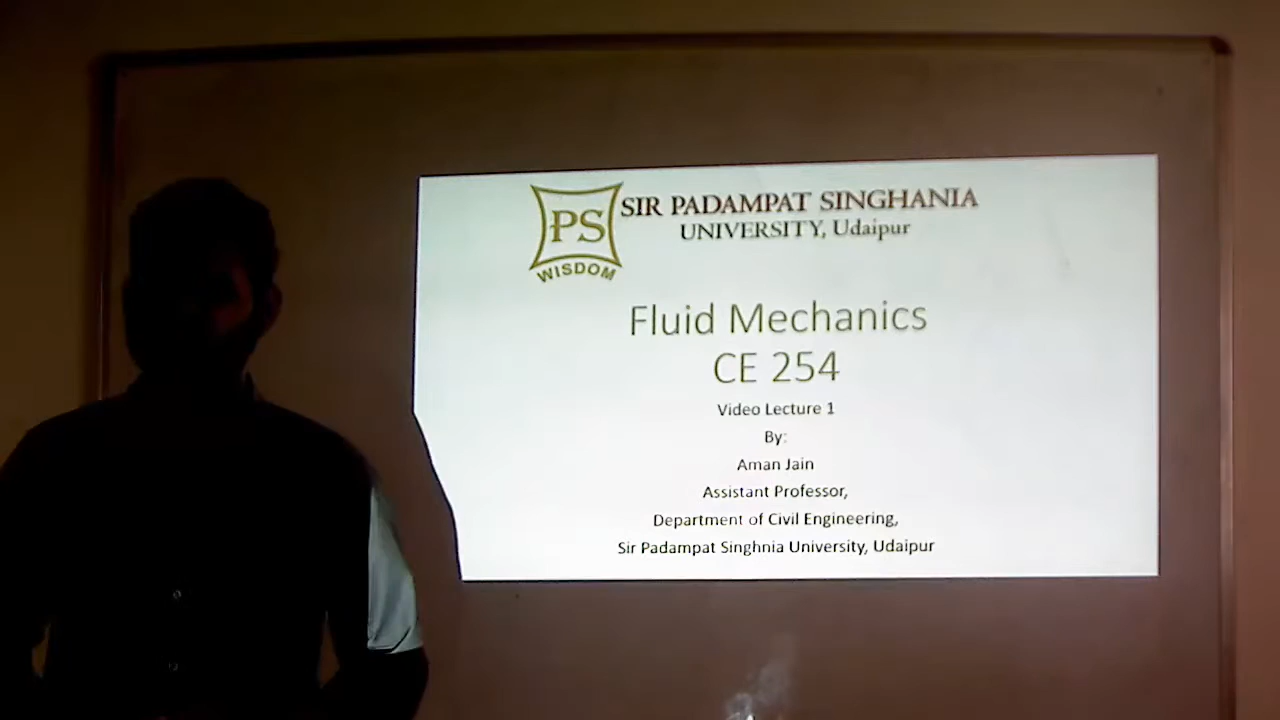 PS
WISDOM
SIR PADAMPAT SINGHANIA
UNIVERSITY, Udaipur
Fluid Mechanics
CE 254
Video Lecture 1
By:
Aman Jain
Assistant Professor,
Department of Civil Engineering,
Sir Padampat Singhnia University, Udaipur